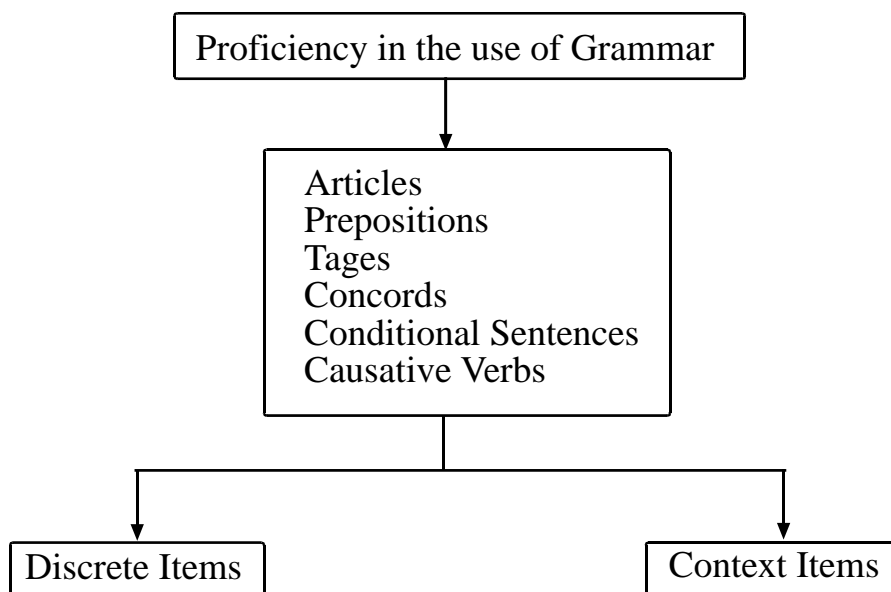 Proficiency in the use of Grammar
Articles
Prepositions
Tages
Concords
Conditional Sentences
Causative Verbs
Discrete Items
Context Items